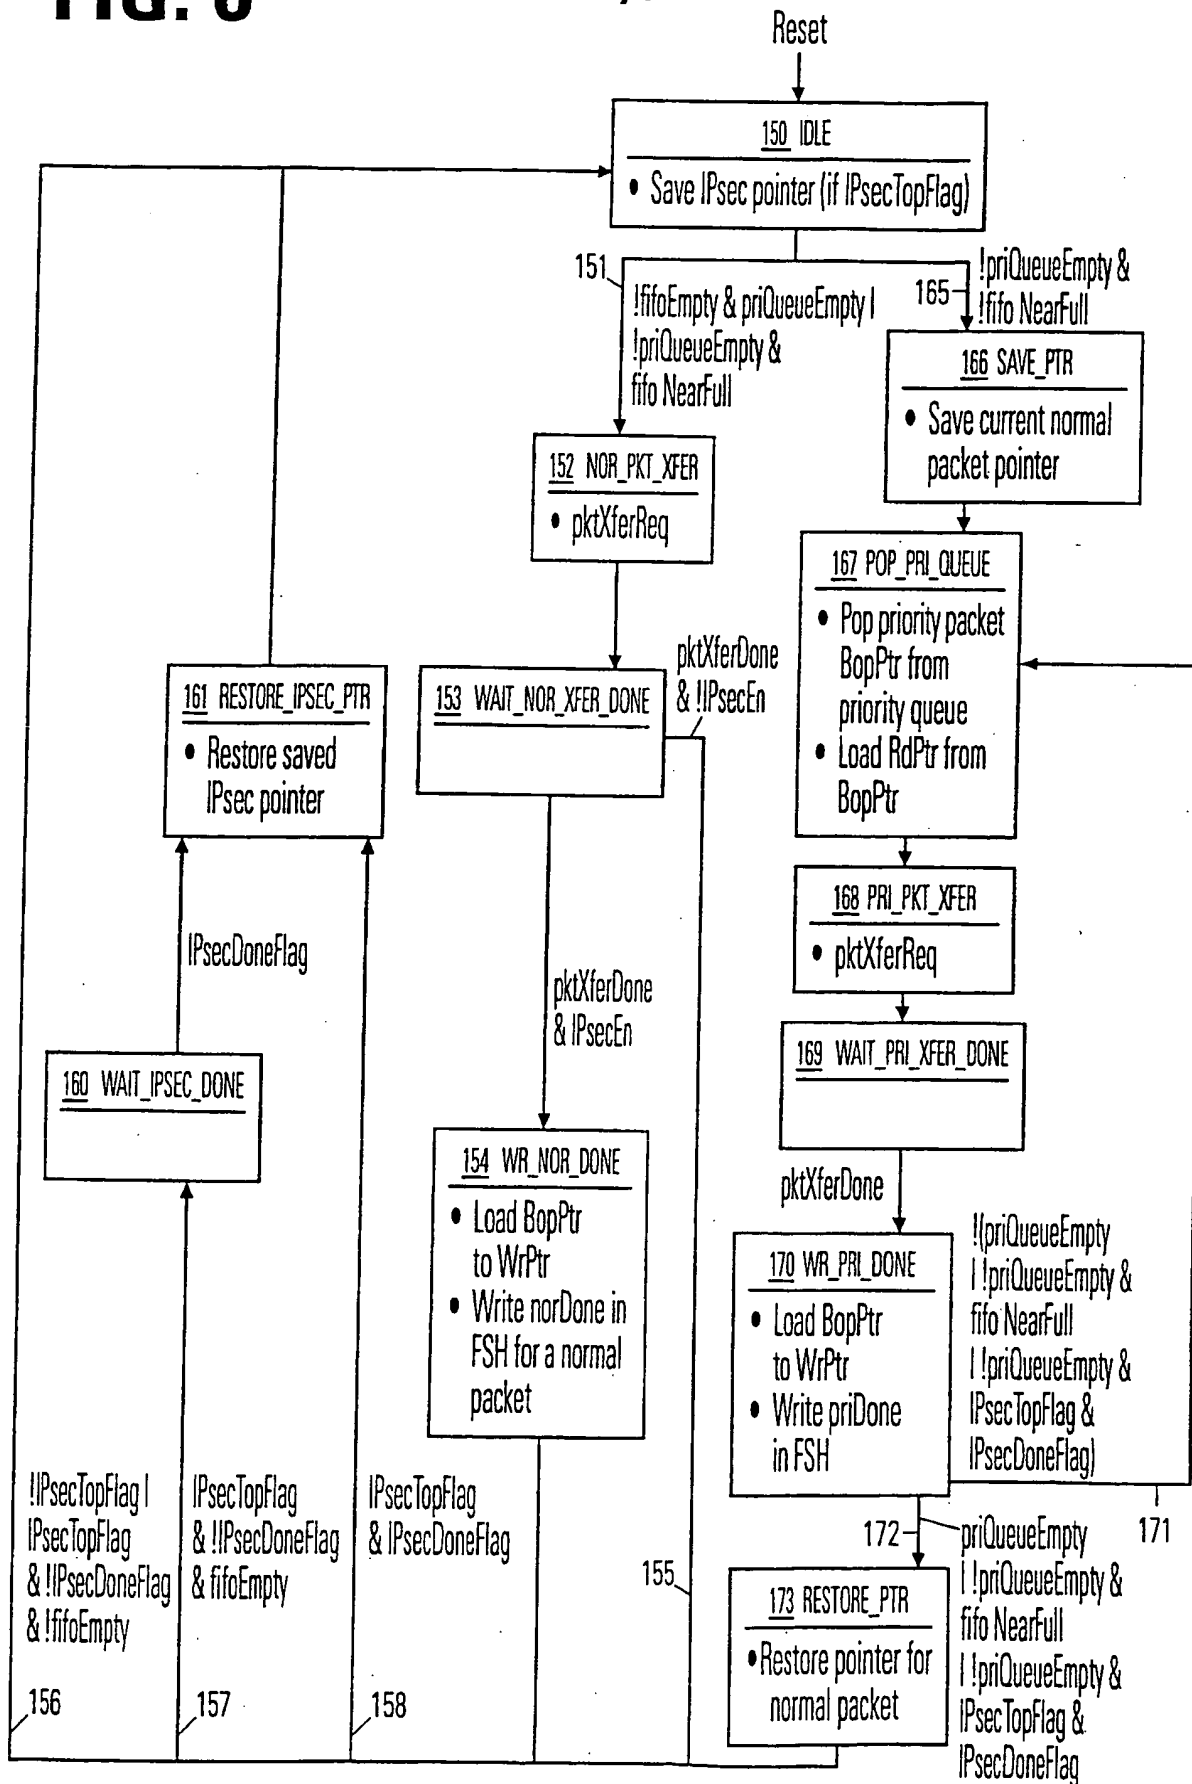 FIG. 6
Reset
150 IDLE
• Save IPsec pointer (if IPsecTopFlag)
151
!fifoEmpty & priQueueEmpty |
!priQueueEmpty &
fifo NearFull
165
!priQueueEmpty &
!fifo NearFull
166 SAVE_PTR
• Save current normal
packet pointer
152 NOR_PKT_XFER
• pktXferReq
167 POP_PRI_QUEUE
• Pop priority packet
BopPtr from
priority queue
• Load RdPtr from
BopPtr
161 RESTORE_IPSEC_PTR
• Restore saved
IPsec pointer
153 WAIT_NOR_XFER_DONE
pktXferDone
& !IPsecEn
168 PRI_PKT_XFER
• pktXferReq
IPsecDoneFlag
pktXferDone
& IPsecEn
169 WAIT_PRI_XFER_DONE
160 WAIT_IPSEC_DONE
pktXferDone
154 WR_NOR_DONE
• Load BopPtr
to WrPtr
• Write norDone in
FSH for a normal
packet
170 WR_PRI_DONE
• Load BopPtr
to WrPtr
• Write priDone
in FSH
!(priQueueEmpty
| !priQueueEmpty &
fifo NearFull
| !priQueueEmpty &
IPsecTopFlag &
IPsecDoneFlag)
171
!IPsecTopFlag |
IPsecTopFlag
& !IPsecDoneFlag
& !fifoEmpty
IPsecTopFlag
& !IPsecDoneFlag
& fifoEmpty
IPsecTopFlag
& IPsecDoneFlag
155
172
priQueueEmpty
| !priQueueEmpty &
fifo NearFull
| !priQueueEmpty &
IPsecTopFlag &
IPsecDoneFlag
173 RESTORE_PTR
• Restore pointer for
normal packet
156
157
158